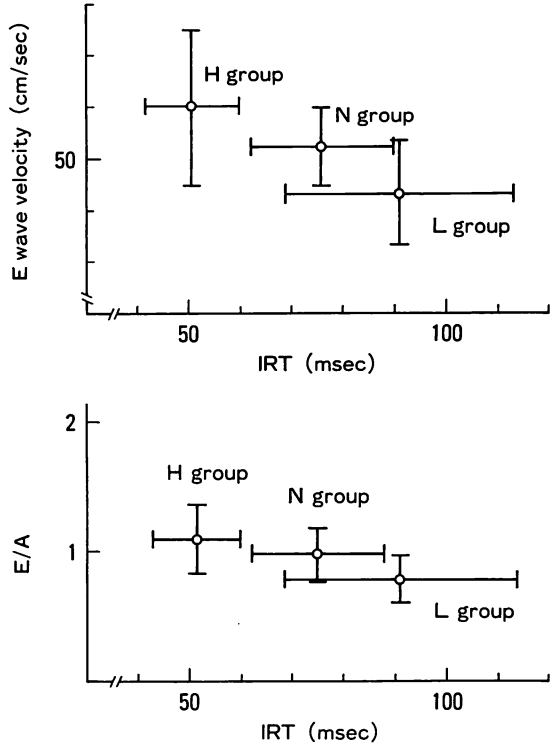 E wave velocity (cm/sec)
H group
N group
50
L group
50
100
IRT (msec)
2
H group
N group
E/A
1
L group
50
100
IRT (msec)